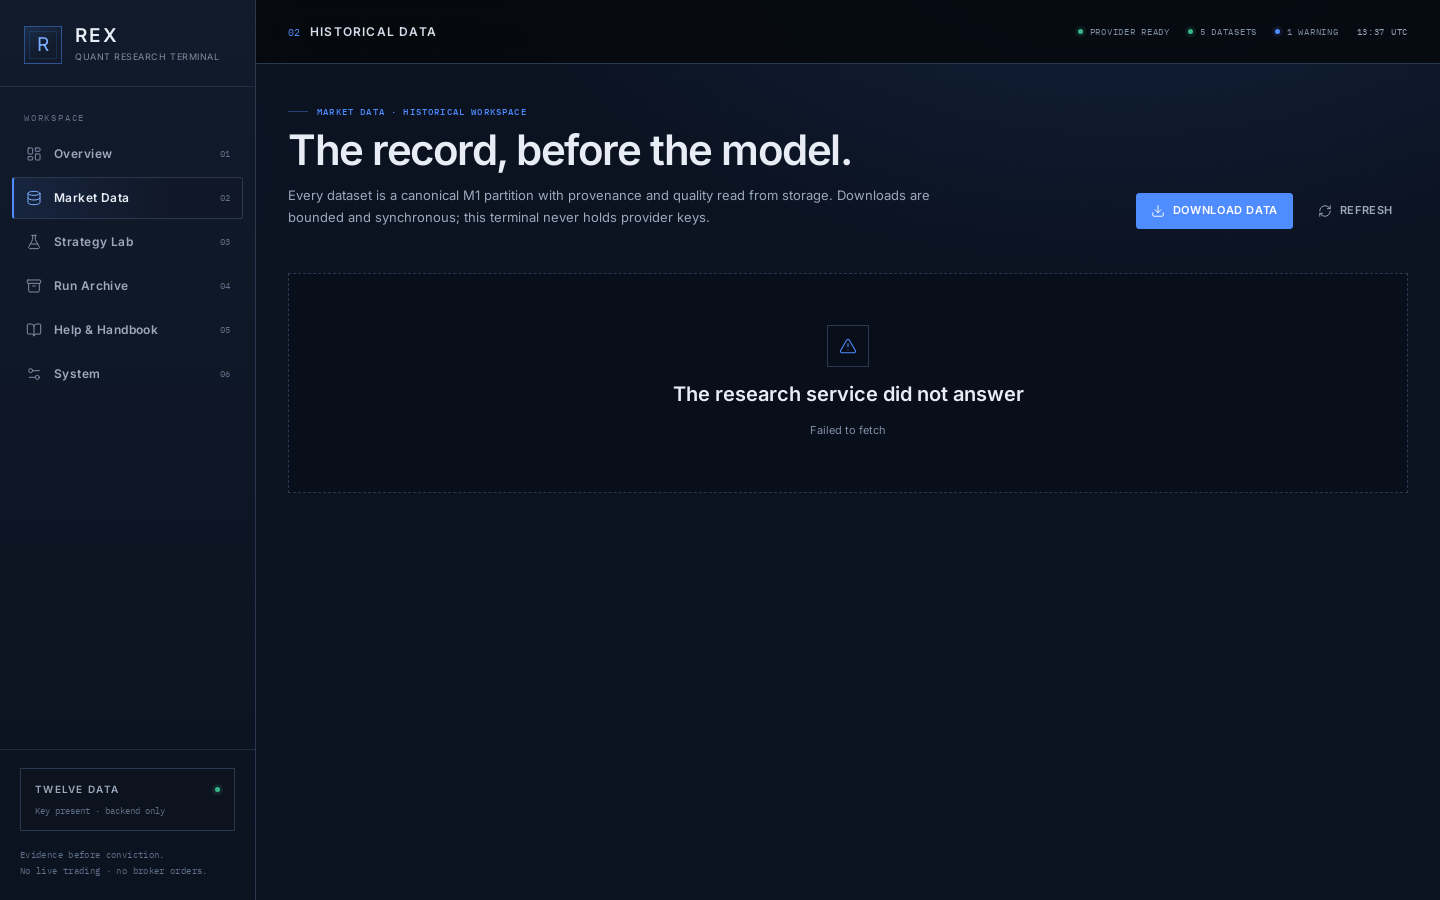 R
REX
QUANT RESEARCH TERMINAL
WORKSPACE
Overview 01
Market Data 02
Strategy Lab 03
Run Archive 04
Help & Handbook 05
System 06
TWELVE DATA
Key present · backend only
Evidence before conviction.
No live trading · no broker orders.
02 HISTORICAL DATA
PROVIDER READY 5 DATASETS 1 WARNING 13:37 UTC
MARKET DATA · HISTORICAL WORKSPACE
The record, before the model.
Every dataset is a canonical M1 partition with provenance and quality read from storage. Downloads are
bounded and synchronous; this terminal never holds provider keys.
DOWNLOAD DATA REFRESH
The research service did not answer
Failed to fetch